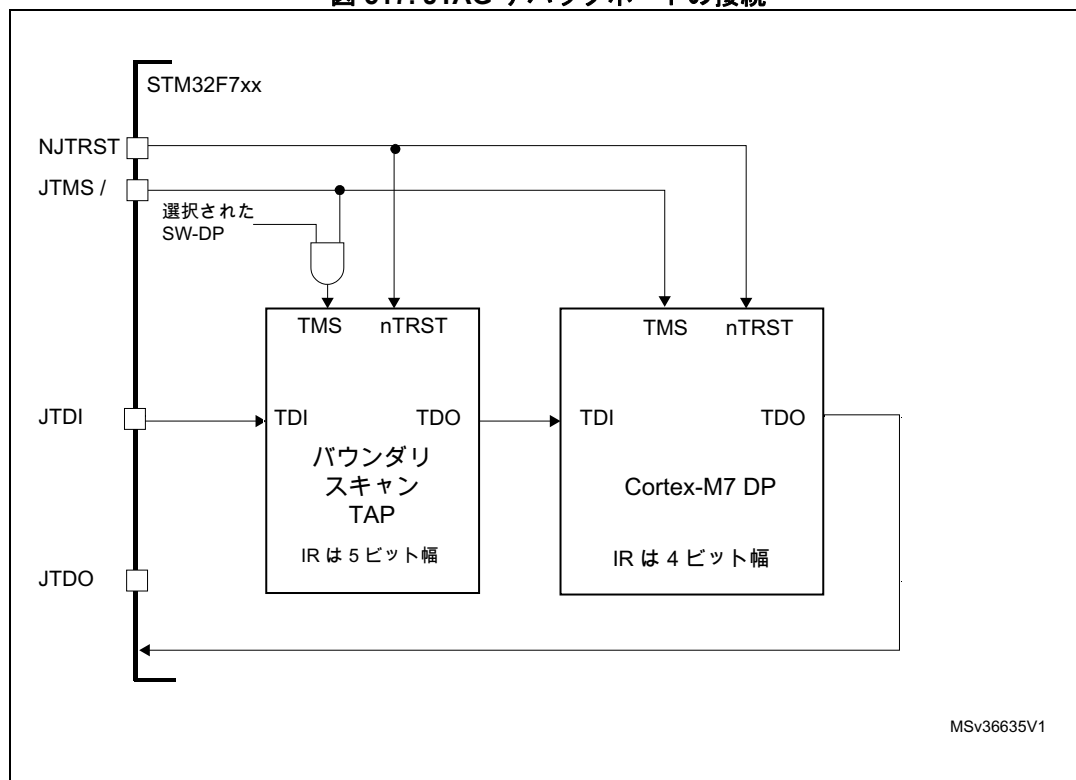 STM32F7xx
NJTRST
JTMS /
選択された
SW-DP
TMS nTRST
TMS nTRST
JTDI
TDI TDO
TDI TDO
バウンダリ
スキャン
TAP
Cortex-M7 DP
IR は 5 ビット幅
IR は 4 ビット幅
JTDO
MSv36635V1